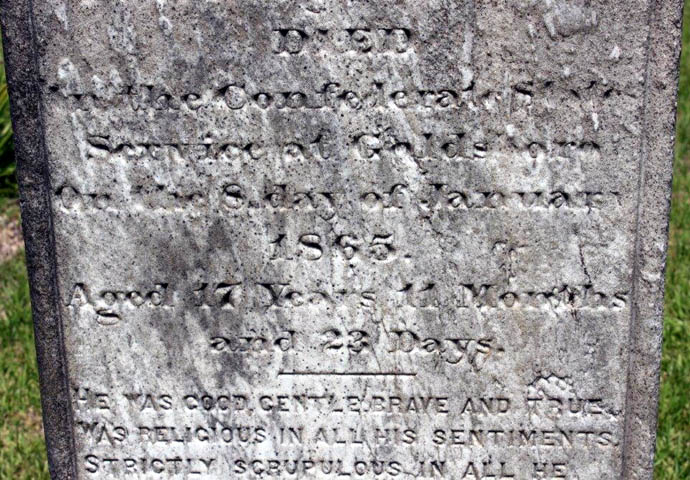 DIED
In the Confederate State
Service at Goldsboro
On the 8. day of January
1865.
Aged 17 Years 11 Months
and 23 Days.
HE WAS GOOD, GENTLE, BRAVE AND TRUE,
WAS RELIGIOUS IN ALL HIS SENTIMENTS.
STRICTLY SCRUPULOUS IN ALL HE